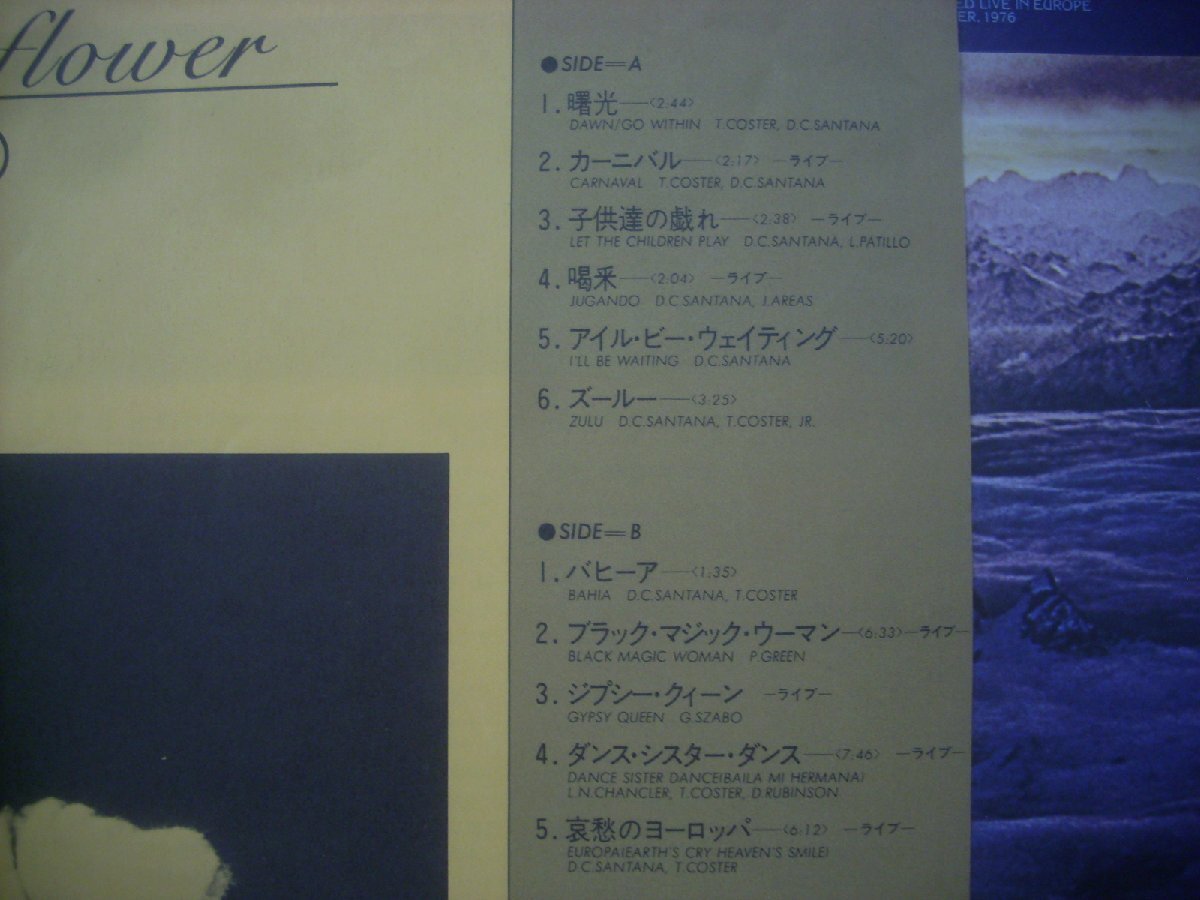 flower
ED LIVE IN EUROPE
ER, 1976
●SIDE=A
1. 曙光—〈2:44〉
DAWN/GO WITHIN T.COSTER, D.C.SANTANA
2. カーニバル—〈2:17〉 —ライブ—
CARNAVAL T.COSTER, D.C.SANTANA
3. 子供達の戯れ—〈2:38〉 —ライブ—
LET THE CHILDREN PLAY D.C.SANTANA, L.PATILLO
4. 喝采—〈2:04〉 —ライブ—
JUGANDO D.C.SANTANA, J.AREAS
5. アイル・ビー・ウェイティング—〈5:20〉
I'LL BE WAITING D.C.SANTANA
6. ズールー—〈3:25〉
ZULU D.C.SANTANA, T.COSTER, JR.
●SIDE=B
1. バヒーア—〈1:35〉
BAHIA D.C.SANTANA, T.COSTER
2. ブラック・マジック・ウーマン—〈6:33〉—ライブ—
BLACK MAGIC WOMAN P.GREEN
3. ジプシー・クィーン —ライブ—
GYPSY QUEEN G.SZABO
4. ダンス・シスター・ダンス—〈7:46〉 —ライブ—
DANCE SISTER DANCE(BAILA MI HERMANA)
L.N.CHANCLER, T.COSTER, D.RUBINSON
5. 哀愁のヨーロッパ—〈6:12〉 —ライブ—
EUROPA(EARTH'S CRY HEAVEN'S SMILE)
D.C.SANTANA, T.COSTER